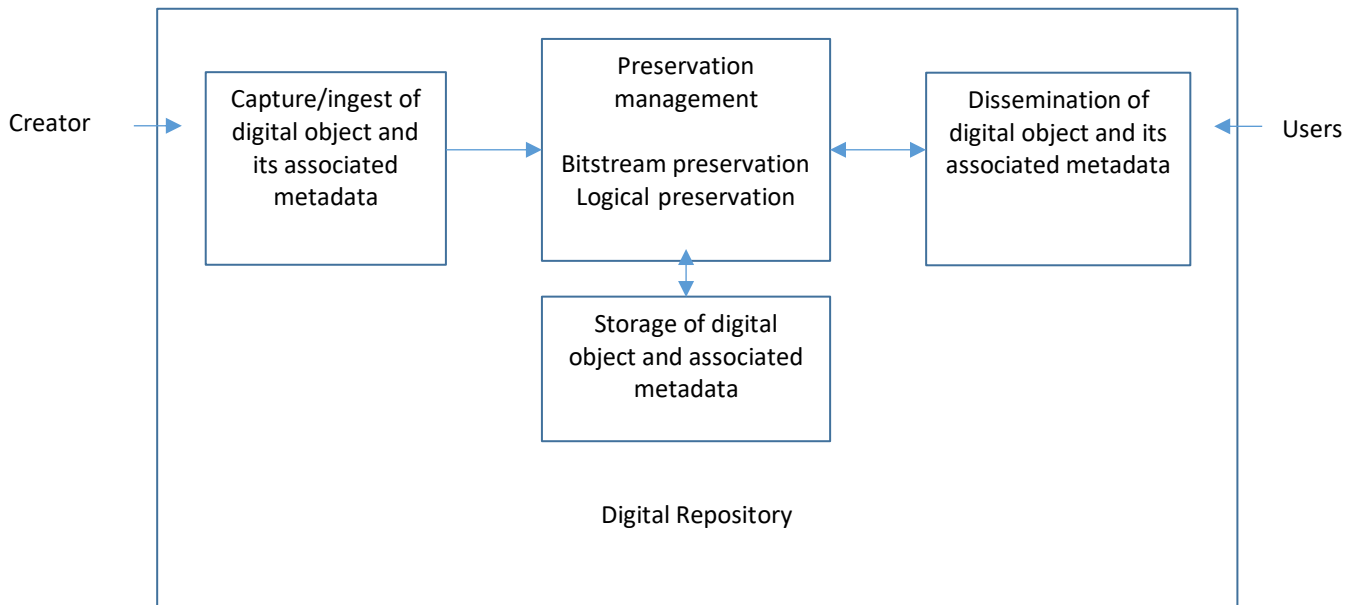 Creator
Capture/ingest of
digital object and
its associated
metadata
Preservation
management
Bitstream preservation
Logical preservation
Dissemination of
digital object and its
associated metadata
Users
Storage of digital
object and associated
metadata
Digital Repository